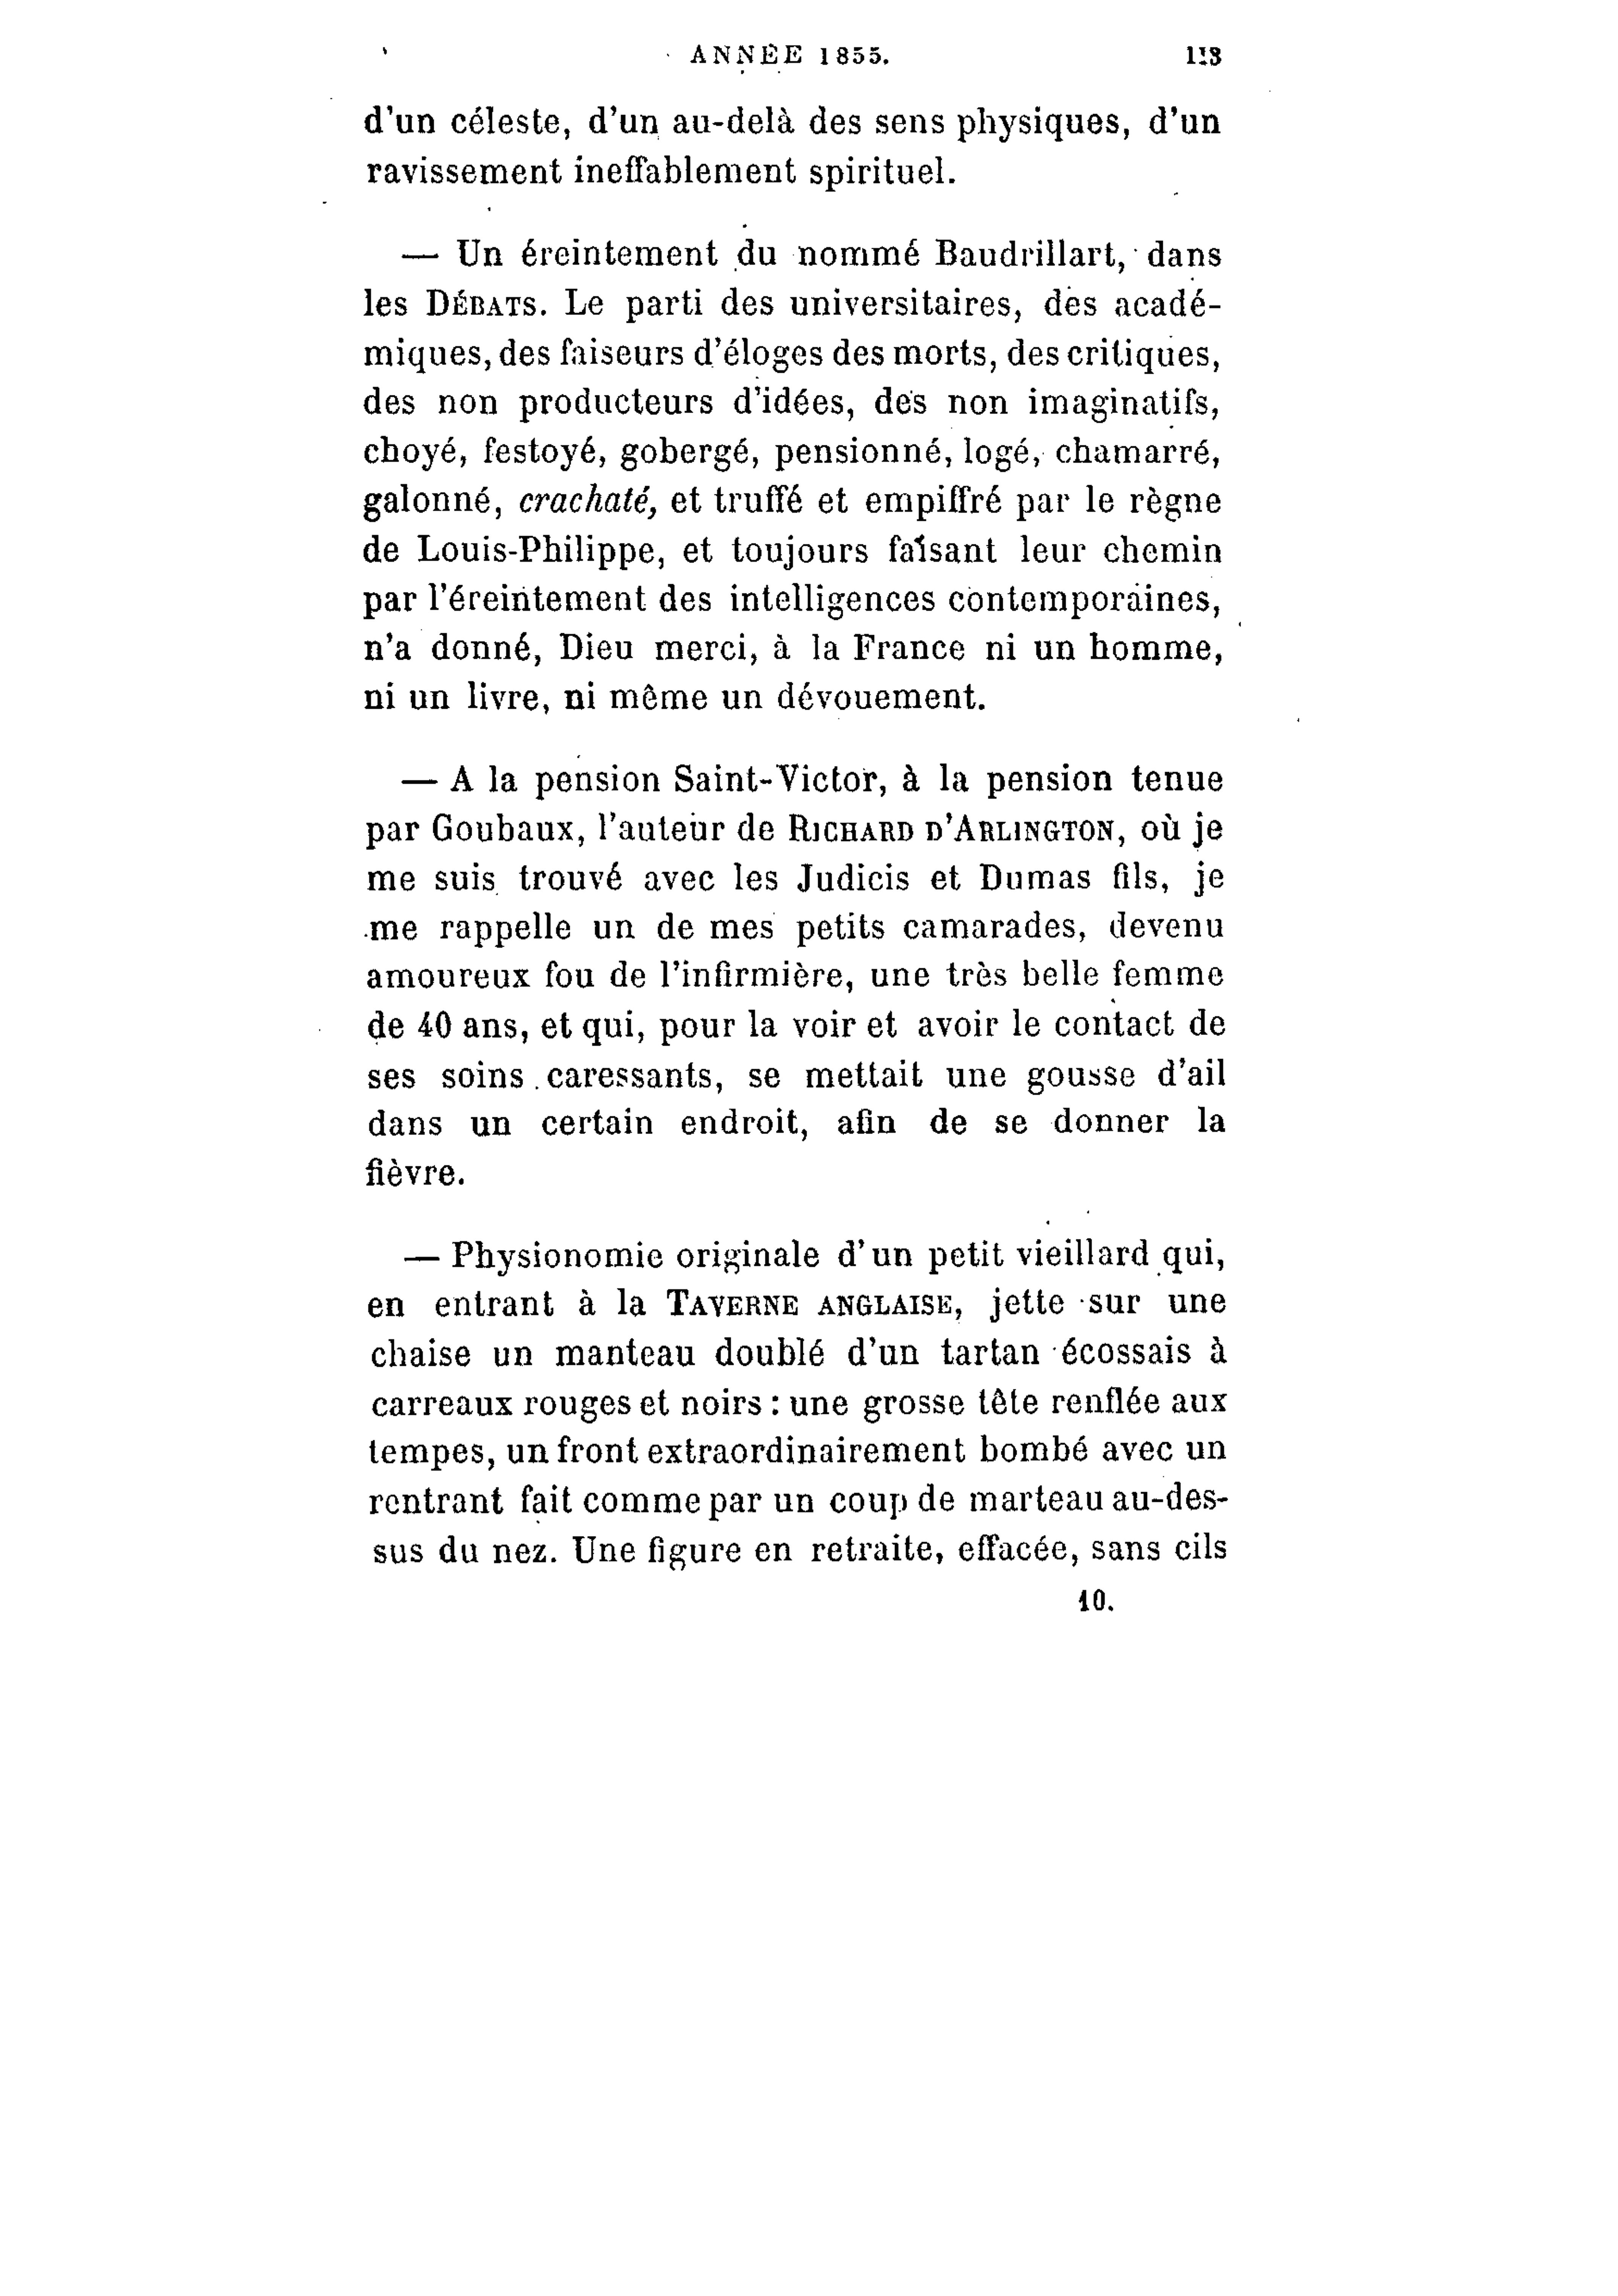 ANNÉE 1855. 113
d'un céleste, d'un au-delà des sens physiques, d'un
ravissement ineffablement spirituel.
— Un éreintement du nommé Baudrillart, dans
les DÉBATS. Le parti des universitaires, des acadé-
miques, des faiseurs d'éloges des morts, des critiques,
des non producteurs d'idées, des non imaginatifs,
choyé, festoyé, gobergé, pensionné, logé, chamarré,
galonné, crachaté, et truffé et empiffré par le règne
de Louis-Philippe, et toujours faisant leur chemin
par l'éreintement des intelligences contemporaines,
n'a donné, Dieu merci, à la France ni un homme,
ni un livre, ni même un dévouement.
— A la pension Saint-Victor, à la pension tenue
par Goubaux, l'auteur de RICHARD D'ARLINGTON, où je
me suis trouvé avec les Judicis et Dumas fils, je
me rappelle un de mes petits camarades, devenu
amoureux fou de l'infirmière, une très belle femme
de 40 ans, et qui, pour la voir et avoir le contact de
ses soins caressants, se mettait une gousse d'ail
dans un certain endroit, afin de se donner la
fièvre.
— Physionomie originale d'un petit vieillard qui,
en entrant à la TAVERNE ANGLAISE, jette sur une
chaise un manteau doublé d'un tartan écossais à
carreaux rouges et noirs : une grosse tête renflée aux
tempes, un front extraordinairement bombé avec un
rentrant fait comme par un coup de marteau au-des-
sus du nez. Une figure en retraite, effacée, sans cils
10.